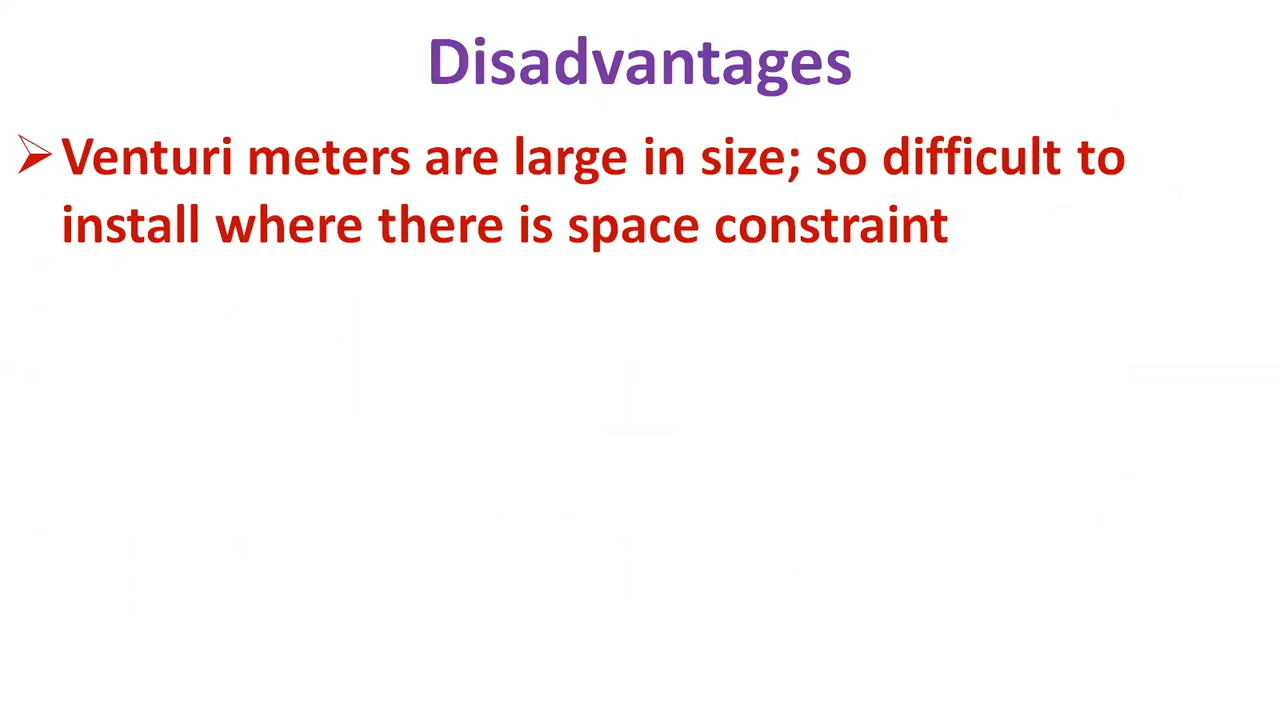 Disadvantages
➢ Venturi meters are large in size; so difficult to
install where there is space constraint